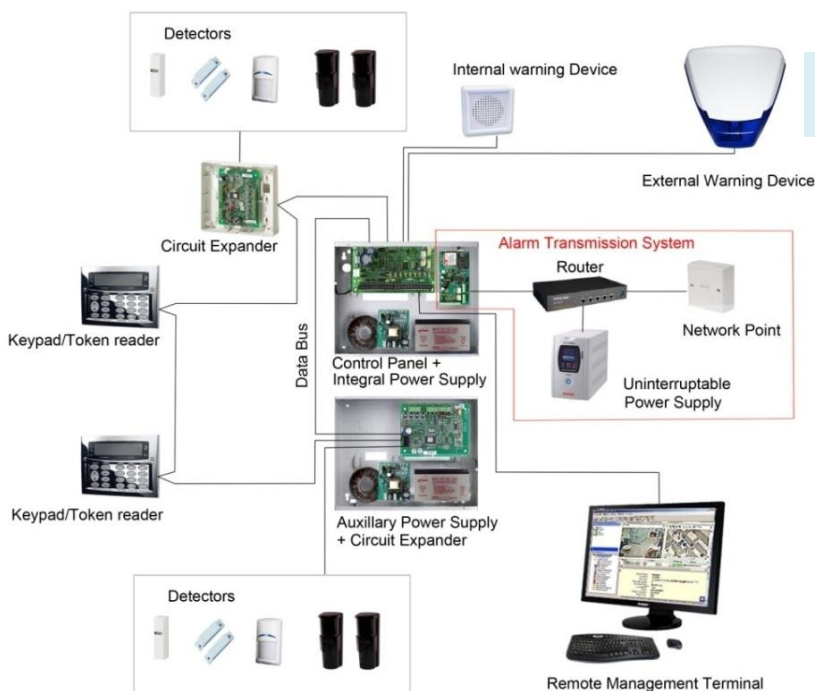 Detectors
Internal warning Device
External Warning Device
Circuit Expander
Alarm Transmission System
Router
Keypad/Token reader
Network Point
Data Bus
Control Panel +
Integral Power Supply
Uninterruptable
Power Supply
Keypad/Token reader
Auxillary Power Supply
+ Circuit Expander
Detectors
Remote Management Terminal